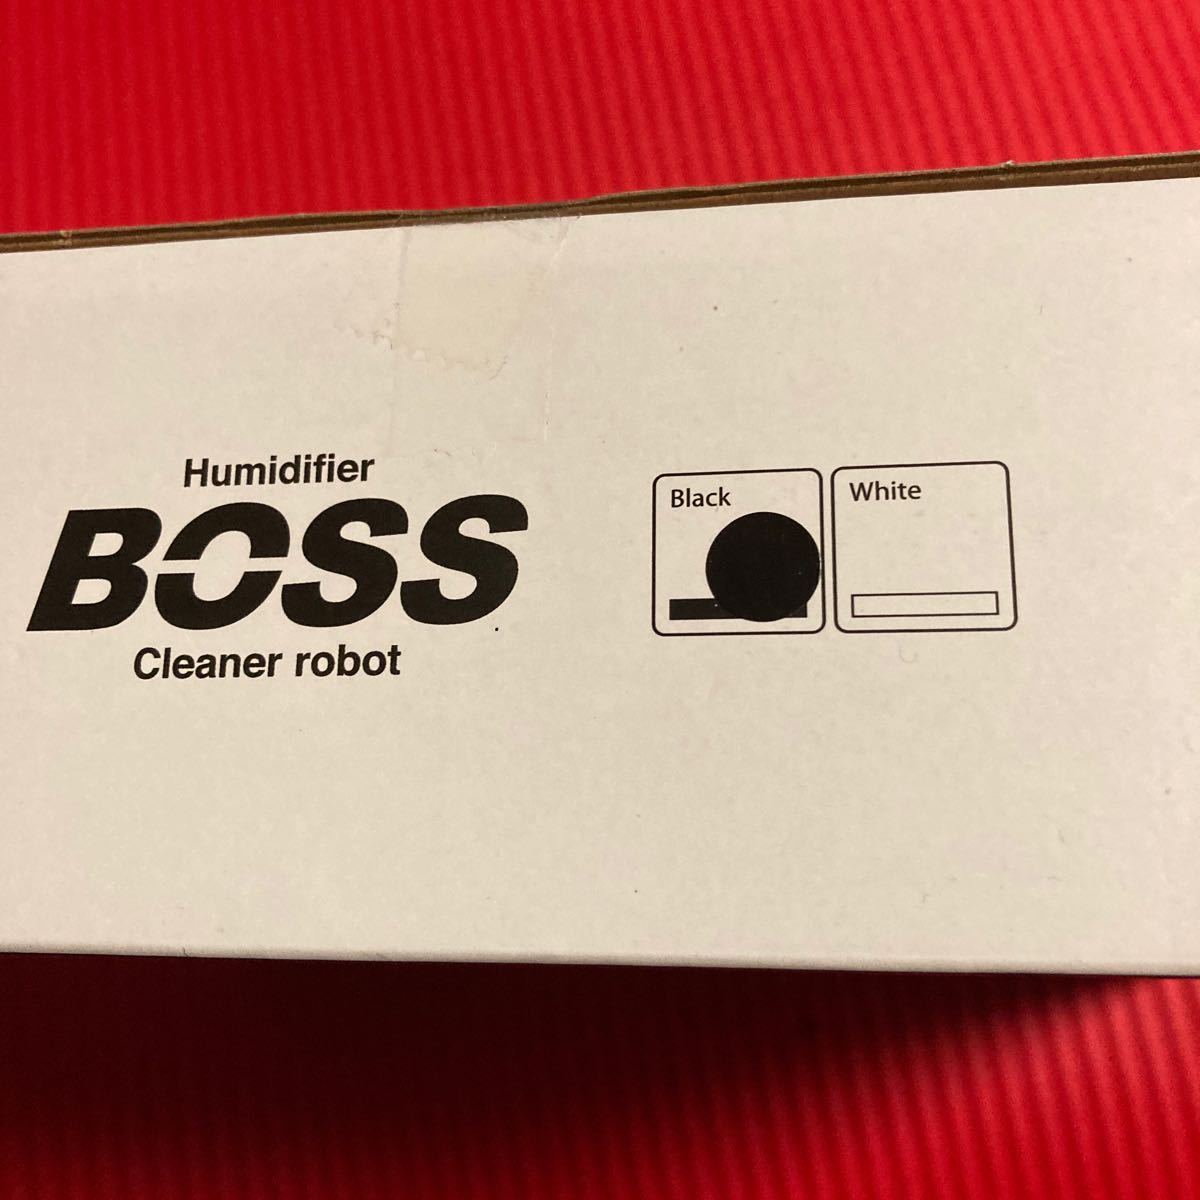 Humidifier
BOSS
Cleaner robot
Black
White